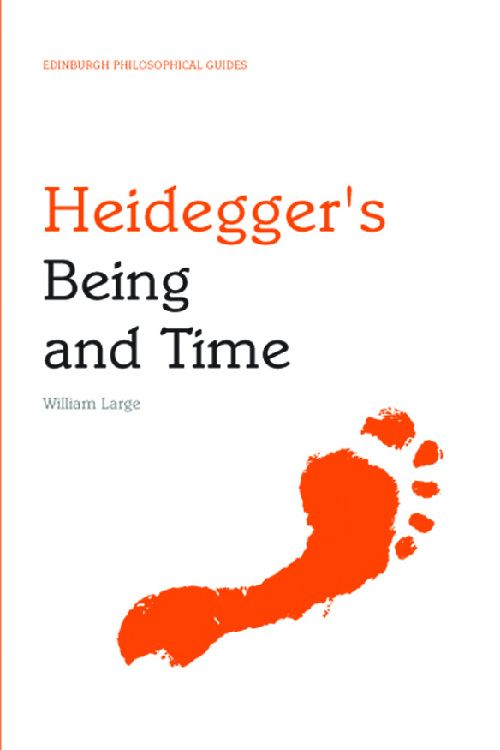 EDINBURGH PHILOSOPHICAL GUIDES
Heidegger's
Being
and Time
William Large